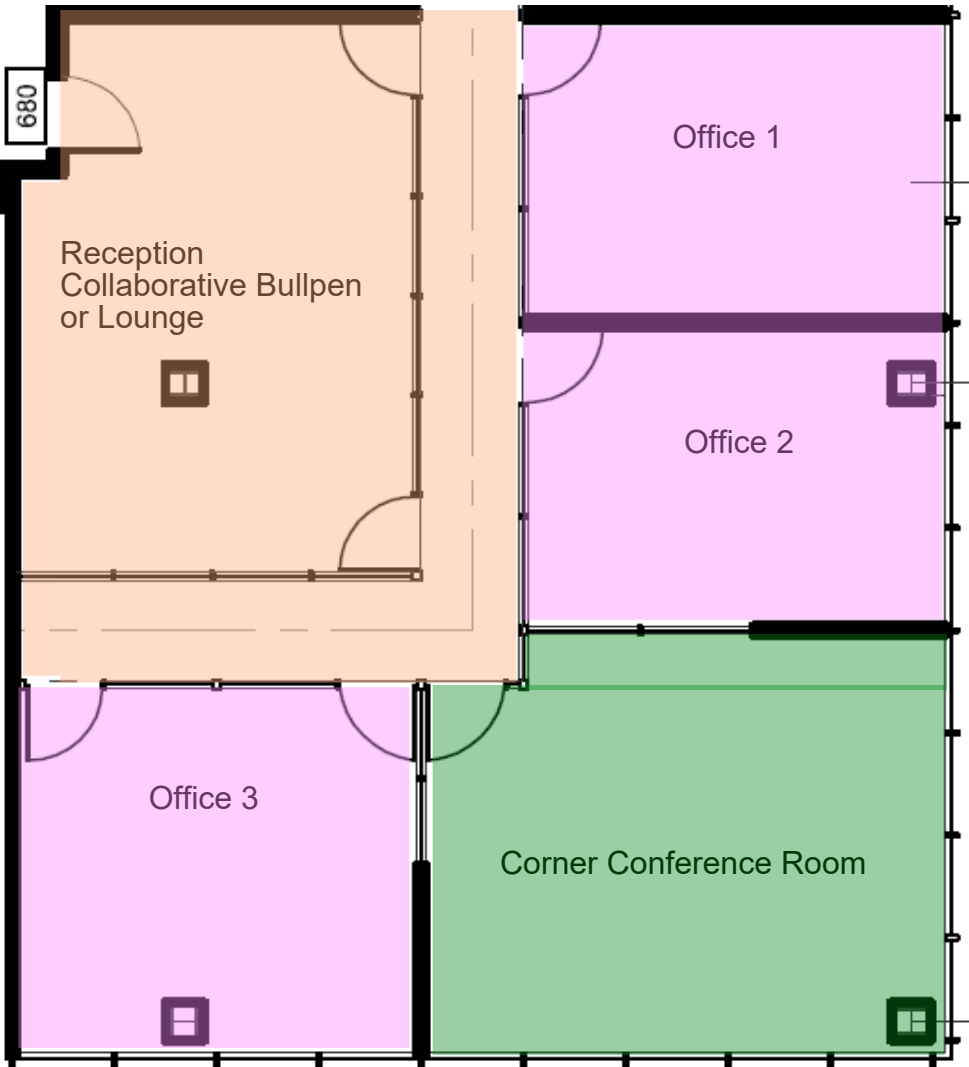 680
Office 1
Reception
Collaborative Bullpen
or Lounge
Office 2
Office 3
Corner Conference Room